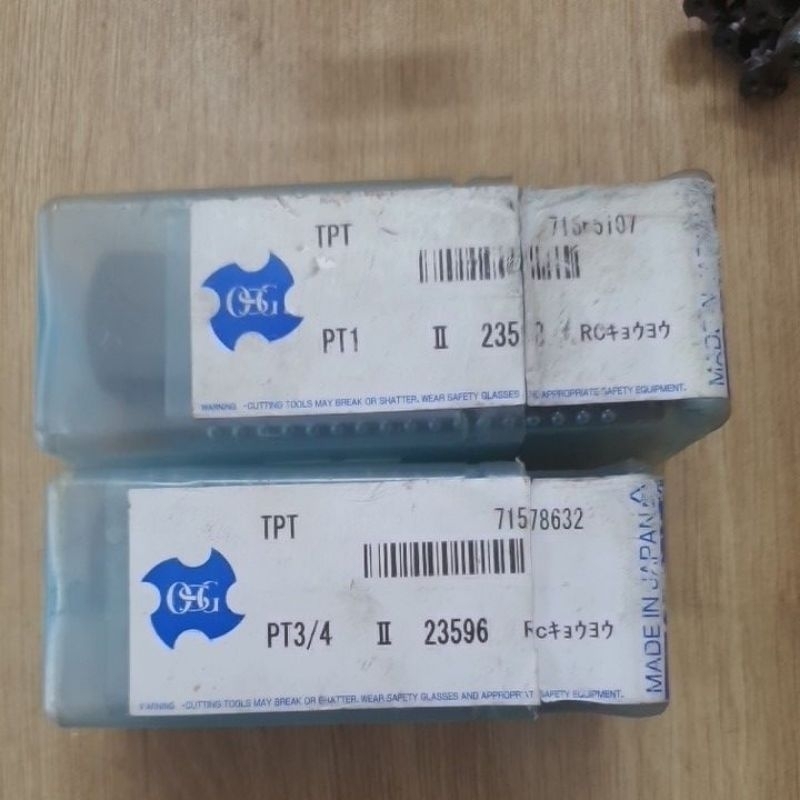 TPT
OSG
PT1 II RCキョウヨウ
WARNING -CUTTING TOOLS MAY BREAK OR SHATTER. WEAR SAFETY GLASSES APPROPRIATE SAFETY EQUIPMENT.
MADE IN
TPT 71578632
OSG
PT3/4 II 23596 Rcキョウヨウ
WARNING -CUTTING TOOLS MAY BREAK OR SHATTER. WEAR SAFETY GLASSES AND SAFETY EQUIPMENT.
MADE IN JAPAN